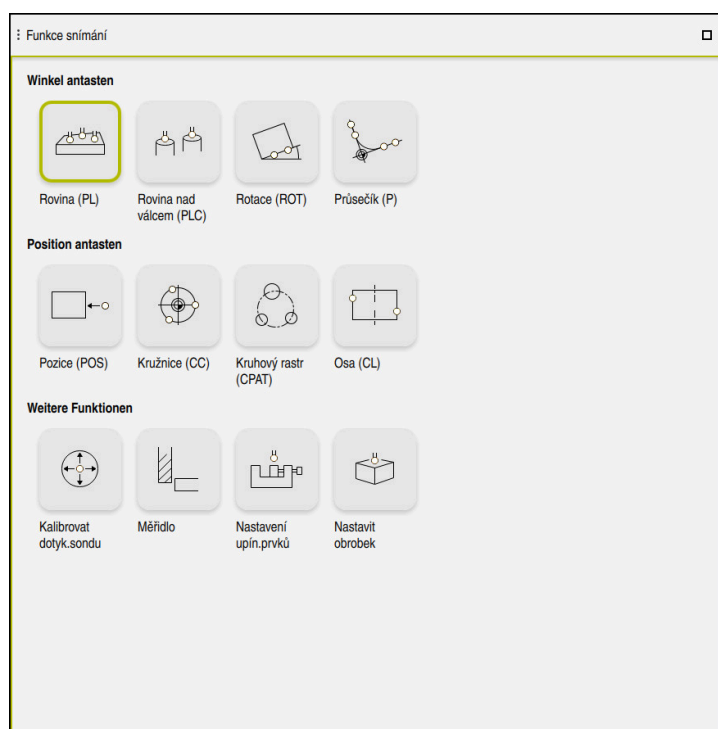 Funkce snímání
Winkel antasten
Rovina (PL)
Rovina nad
válcem (PLC)
Rotace (ROT)
Průsečík (P)
Position antasten
Pozice (POS)
Kružnice (CC)
Kruhový rastr
(CPAT)
Osa (CL)
Weitere Funktionen
Kalibrovat
dotyk.sondu
Měřidlo
Nastavení
upín.prvků
Nastavit
obrobek